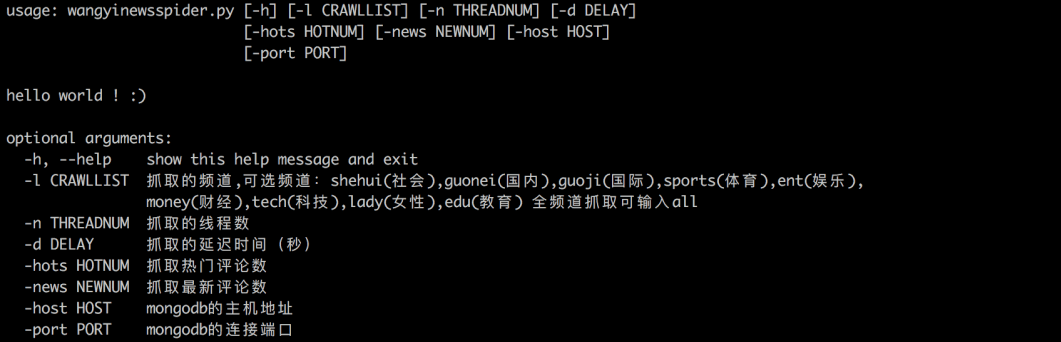 usage: wangyinewsspider.py [-h] [-l CRAWLLIST] [-n THREADNUM] [-d DELAY]
[-hots HOTNUM] [-news NEWNUM] [-host HOST]
[-port PORT]
hello world ! :)
optional arguments:
-h, --help show this help message and exit
-l CRAWLLIST 抓取的频道,可选频道: shehui(社会),guonei(国内),guoji(国际),sports(体育),ent(娱乐),
money(财经),tech(科技),lady(女性),edu(教育) 全频道抓取可输入all
-n THREADNUM 抓取的线程数
-d DELAY 抓取的延迟时间（秒）
-hots HOTNUM 抓取热门评论数
-news NEWNUM 抓取最新评论数
-host HOST mongodb的主机地址
-port PORT mongodb的连接端口